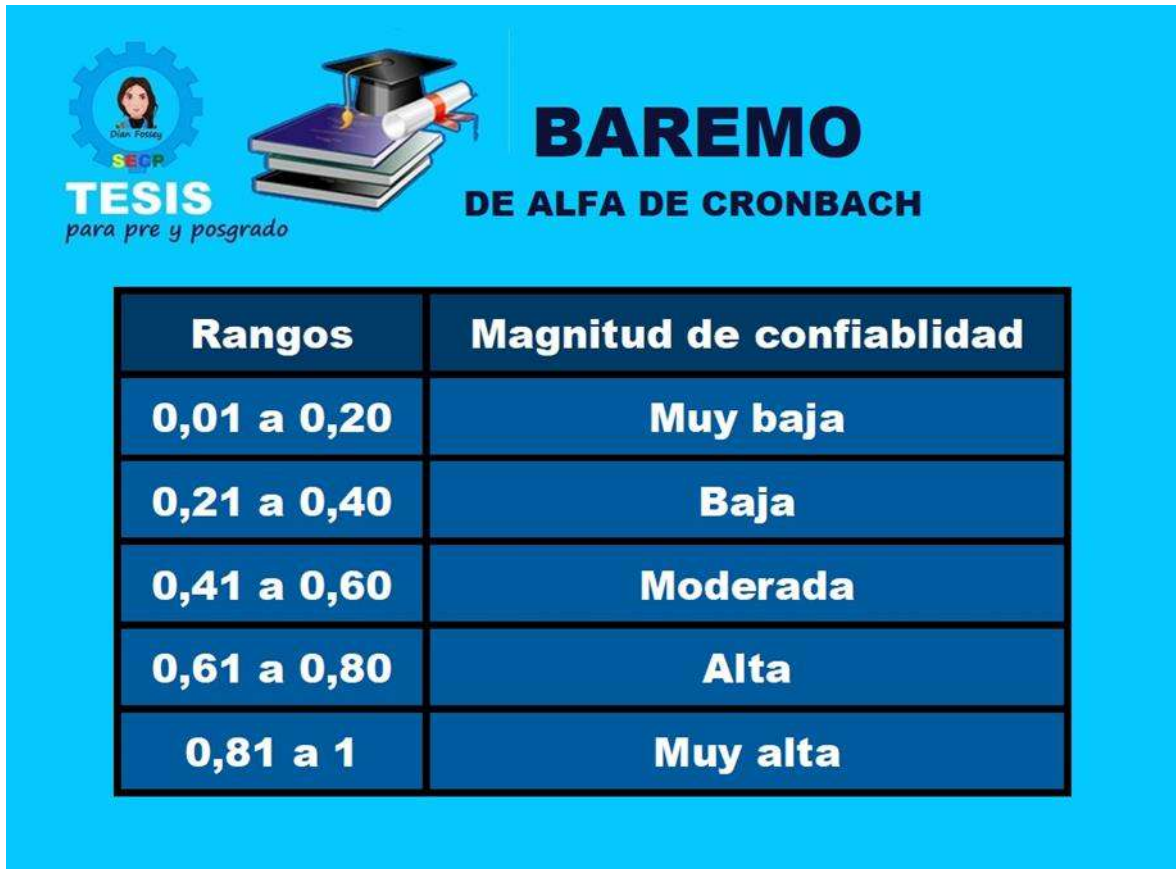 Dian Fossey
SECP
TESIS
para pre y posgrado
BAREMO
DE ALFA DE CRONBACH
Rangos Magnitud de confiablidad
0,01 a 0,20 Muy baja
0,21 a 0,40 Baja
0,41 a 0,60 Moderada
0,61 a 0,80 Alta
0,81 a 1 Muy alta